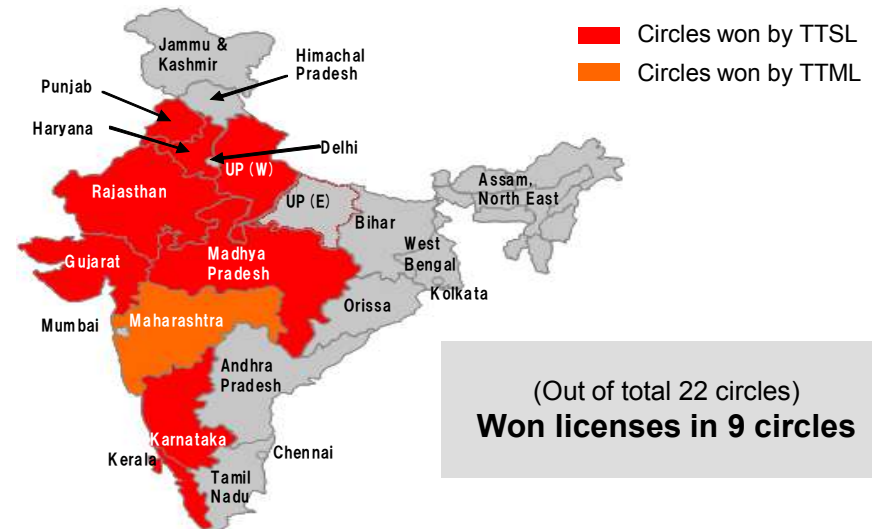 Jammu &
Kashmir
Himachal
Pradesh
Punjab
Haryana
Delhi
UP (W)
Rajasthan
UP (E)
Assam,
North East
Bihar
West
Bengal
Gujarat
Madhya
Pradesh
Kolkata
Orissa
Mumbai
Maharashtra
Andhra
Pradesh
Karnataka
Kerala
Chennai
Tamil
Nadu
Circles won by TTSL
Circles won by TTML
(Out of total 22 circles)
Won licenses in 9 circles